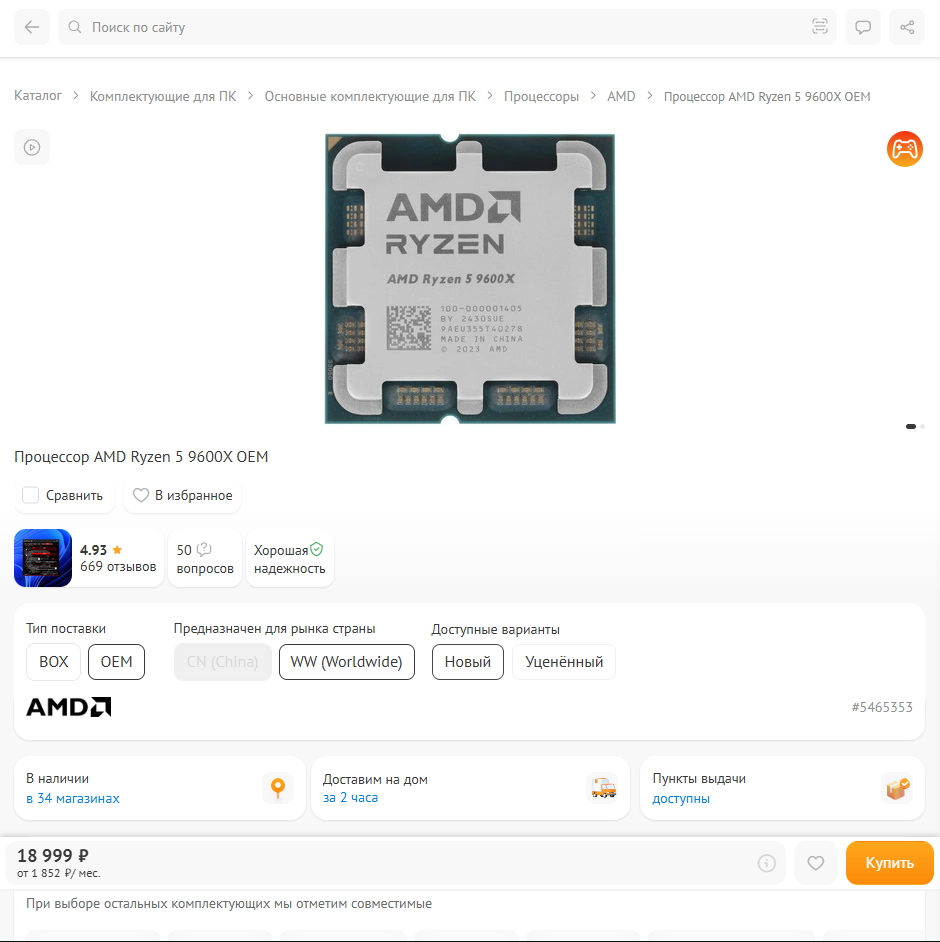 Поиск по сайту
Каталог > Комплектующие для ПК > Основные комплектующие для ПК > Процессоры > AMD > Процессор AMD Ryzen 5 9600X OEM
AMD
RYZEN
AMD Ryzen 5 9600X
100-000001405
BY 2430SUE
9AEU355T40278
MADE IN CHINA
© 2023 AMD
Процессор AMD Ryzen 5 9600X OEM
Сравнить В избранное
4.93
669 отзывов
50
вопросов
Хорошая
надежность
Тип поставки
BOX OEM
Предназначен для рынка страны
CN (China) WW (Worldwide)
Доступные варианты
Новый Уценённый
AMD
#5465353
В наличии
в 34 магазинах
Доставим на дом
за 2 часа
Пункты выдачи
доступны
18 999 ₽
от 1 852 ₽/ мес.
Купить
При выборе остальных комплектующих мы отметим совместимые